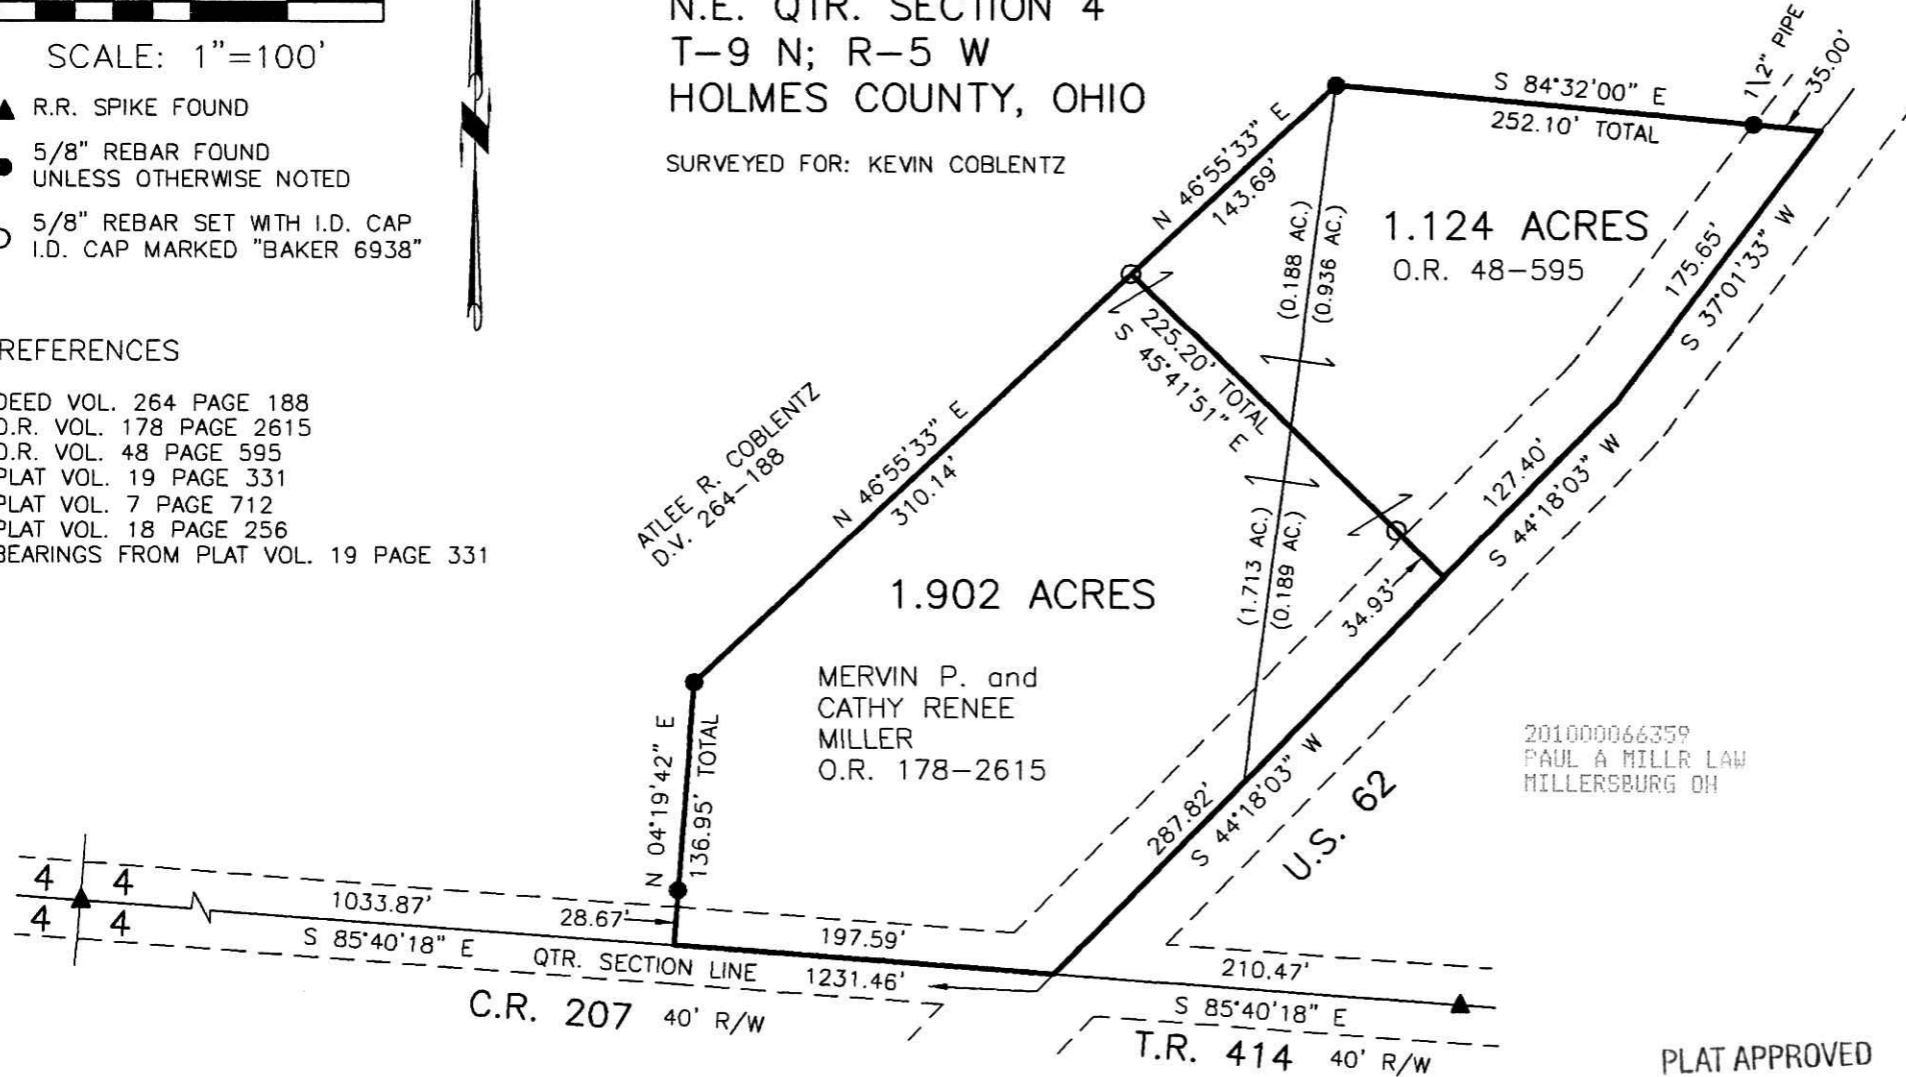 N.E. QTR. SECTION 4
T-9 N; R-5 W
HOLMES COUNTY, OHIO
SURVEYED FOR: KEVIN COBLENTZ
SCALE: 1"=100'
R.R. SPIKE FOUND
5/8" REBAR FOUND
UNLESS OTHERWISE NOTED
5/8" REBAR SET WITH I.D. CAP
I.D. CAP MARKED "BAKER 6938"
REFERENCES
DEED VOL. 264 PAGE 188
O.R. VOL. 178 PAGE 2615
O.R. VOL. 48 PAGE 595
PLAT VOL. 19 PAGE 331
PLAT VOL. 7 PAGE 712
PLAT VOL. 18 PAGE 256
BEARINGS FROM PLAT VOL. 19 PAGE 331
S 84°32'00" E
252.10' TOTAL
1\2" PIPE
35.00'
N 46°55'33" E
143.69'
(0.188 AC.)
(0.936 AC.)
1.124 ACRES
O.R. 48-595
175.65'
S 37°01'33" W
225.20' TOTAL
S 45°41'51" E
127.40'
S 44°18'03" W
N 46°55'33" E
310.14'
ATLEE R. COBLENTZ
D.V. 264-188
(1.713 AC.)
(0.189 AC.)
34.93'
1.902 ACRES
MERVIN P. and
CATHY RENEE
MILLER
O.R. 178-2615
N 04°19'42" E
136.95' TOTAL
287.82'
S 44°18'03" W
U.S. 62
201000066359
PAUL A MILLR LAW
MILLERSBURG OH
4 4
4 4
1033.87'
28.67'
197.59'
S 85°40'18" E
QTR. SECTION LINE
1231.46'
210.47'
S 85°40'18" E
C.R. 207 40' R/W
T.R. 414 40' R/W
PLAT APPROVED